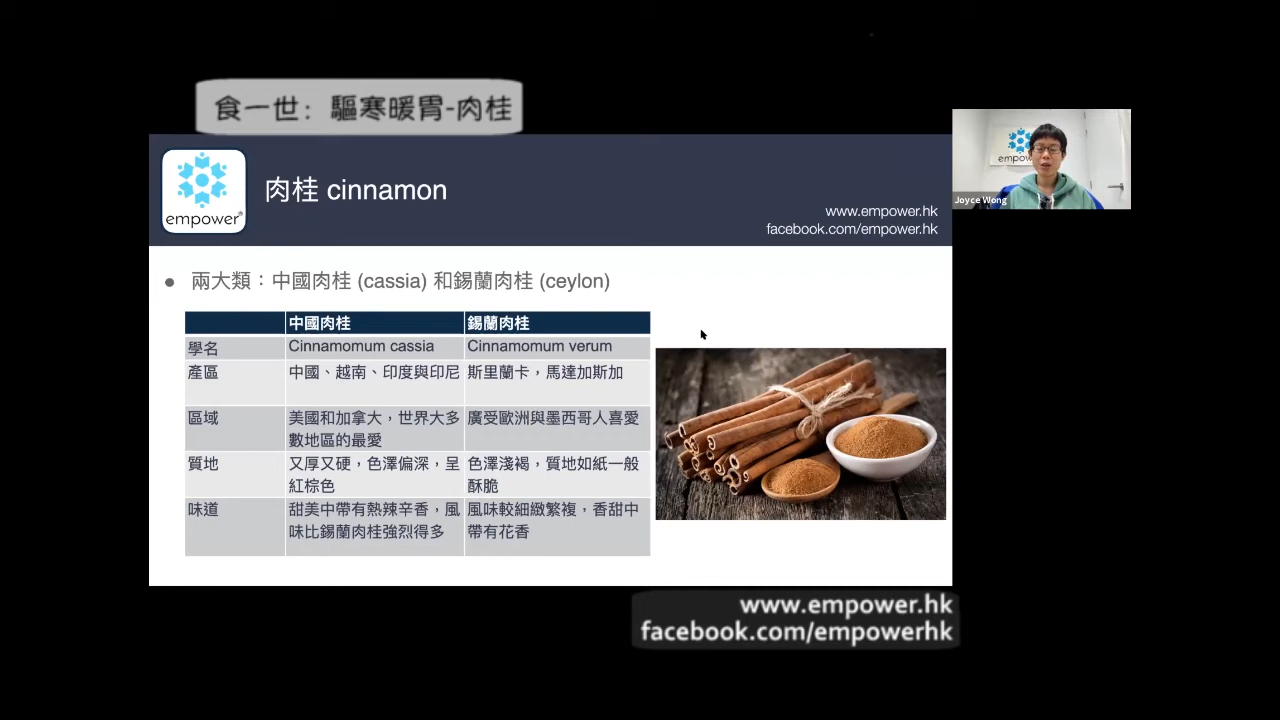 食一世：驅寒暖胃-肉桂
empower®
肉桂 cinnamon
www.empower.hk
facebook.com/empower.hk
empow
Joyce Wong
● 兩大類：中國肉桂 (cassia) 和錫蘭肉桂 (ceylon)
中國肉桂 錫蘭肉桂
學名 Cinnamomum cassia Cinnamomum verum
產區 中國、越南、印度與印尼 斯里蘭卡，馬達加斯加
區域 美國和加拿大，世界大多 廣受歐洲與墨西哥人喜愛
數地區的最愛
質地 又厚又硬，色澤偏深，呈 色澤淺褐，質地如紙一般
紅棕色 酥脆
味道 甜美中帶有熱辣辛香，風 風味較細緻繁複，香甜中
味比錫蘭肉桂強烈得多 帶有花香
www.empower.hk
facebook.com/empowerhk